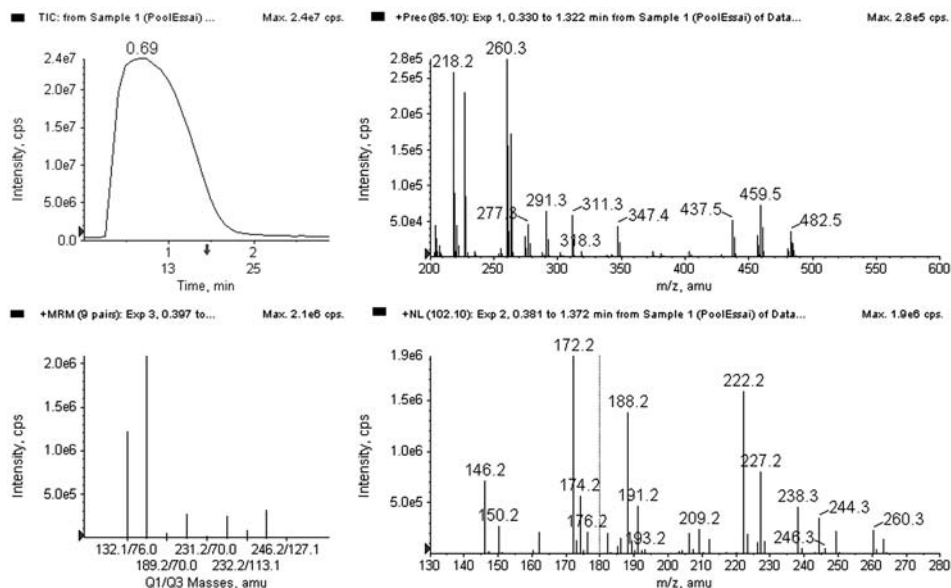 TIC: from Sample 1 (PoolEssai) ... Max. 2.4e7 cps.
0.69
2.4e7
2.0e7
1.0e7
0.0
Intensity, cps
13 25
1 2
Time, min
+Prec (85.10): Exp 1, 0.330 to 1.322 min from Sample 1 (PoolEssai) of Data... Max. 2.8e5 cps.
2.8e5
2.5e5
2.0e5
1.5e5
1.0e5
5.0e4
Intensity, cps
218.2 260.3
277.3 291.3 311.3 318.3 347.4 437.5 459.5 482.5
200 250 300 350 400 450 500 550 600
m/z, amu
+MRM (9 pairs): Exp 3, 0.397 to... Max. 2.1e6 cps.
2.0e6
1.5e6
1.0e6
5.0e5
Intensity, cps
132.1/76.0 231.2/70.0 246.2/127.1
189.2/70.0 232.2/113.1
Q1/Q3 Masses, amu
+NL (102.10): Exp 2, 0.381 to 1.372 min from Sample 1 (PoolEssai) of Data... Max. 1.9e6 cps.
1.9e6
1.5e6
1.0e6
5.0e5
Intensity, cps
172.2 222.2
188.2
146.2 174.2 227.2
150.2 176.2 191.2 193.2 209.2 238.3 244.3 246.3 260.3
130 140 150 160 170 180 190 200 210 220 230 240 250 260 270 280
m/z, amu